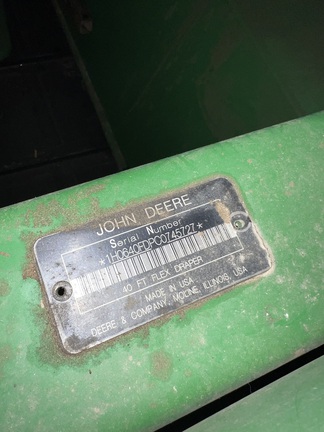 JOHN DEERE
Serial Number
*1H0640FDPC0745727*
40 FT FLEX DRAPER
MADE IN USA
DEERE & COMPANY, MOLINE, ILLINOIS, USA